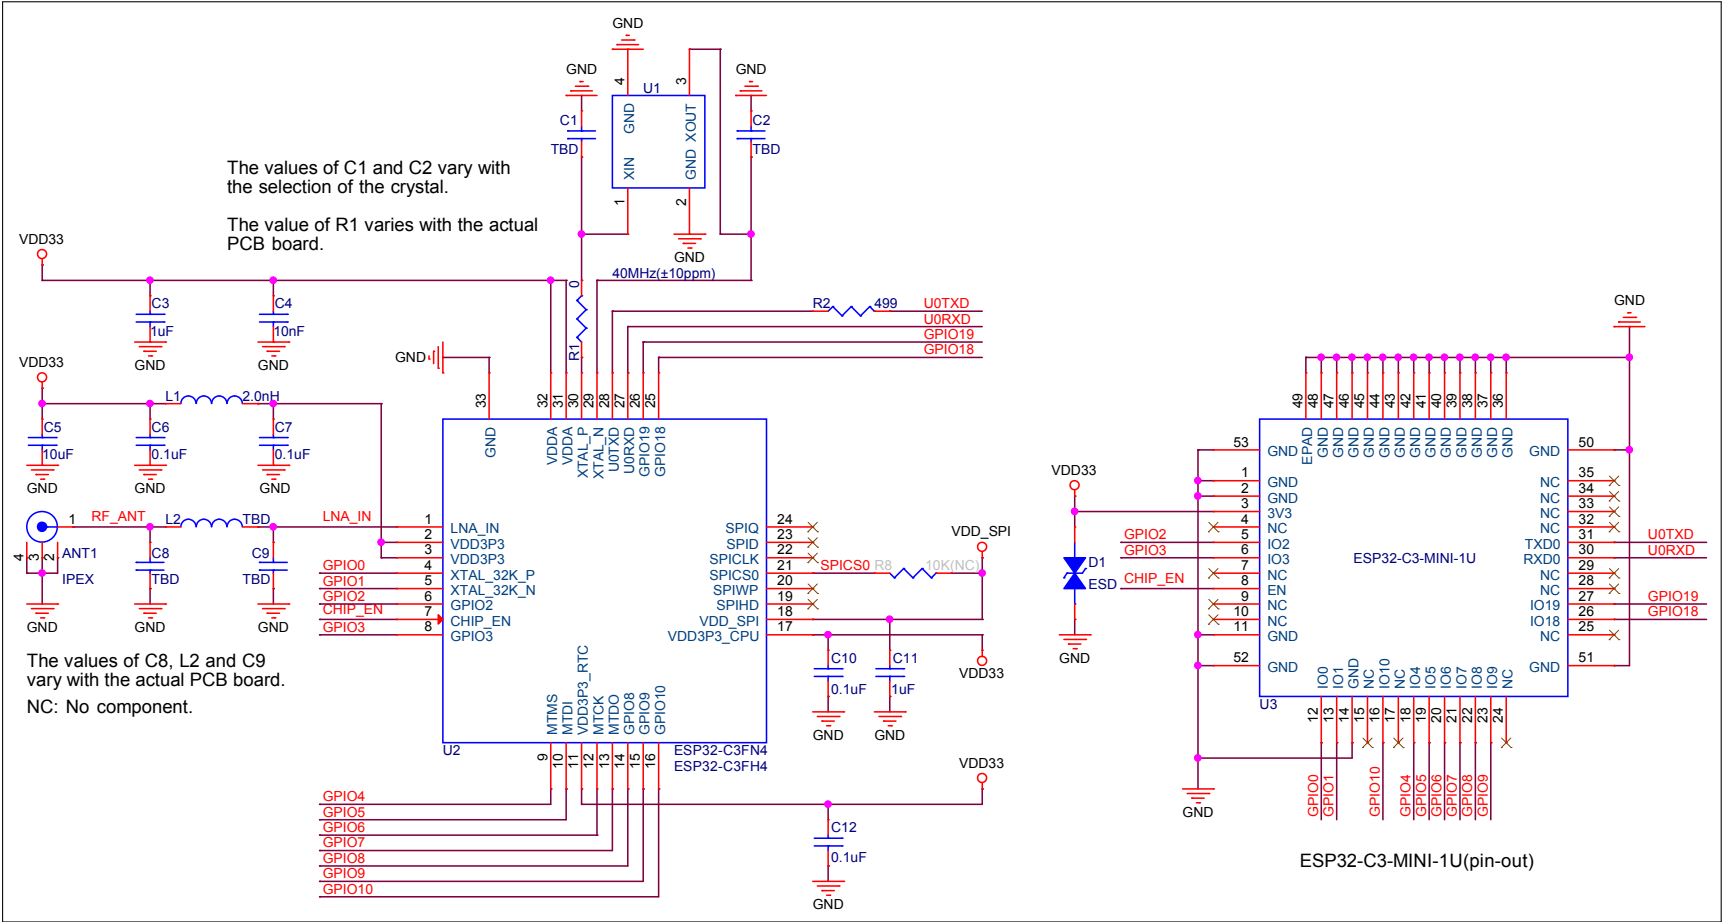 GND
GND
GND
4
3
U1
GND
XOUT
XIN
GND
1
2
GND
C1
TBD
C2
TBD
The values of C1 and C2 vary with
the selection of the crystal.
The value of R1 varies with the actual
PCB board.
40MHz(±10ppm)
VDD33
C3
1uF
GND
C4
10nF
GND
R1
0
R2
499
U0TXD
U0RXD
GPIO19
GPIO18
GND
VDD33
L1
2.0nH
C5
10uF
GND
C6
0.1uF
GND
C7
0.1uF
GND
1
RF_ANT
L2
TBD
LNA_IN
4
3
2
ANT1
IPEX
GND
C8
TBD
GND
C9
TBD
GND
GPIO0
GPIO1
GPIO2
CHIP_EN
GPIO3
The values of C8, L2 and C9
vary with the actual PCB board.
NC: No component.
33
32
31
30
29
28
27
26
25
GND
VDDA
VDDA
XTAL_P
XTAL_N
U0TXD
U0RXD
GPIO19
GPIO18
1 LNA_IN
2 VDD3P3
3 VDD3P3
4 XTAL_32K_P
5 XTAL_32K_N
6 GPIO2
7 CHIP_EN
8 GPIO3
SPIQ 24
SPID 23
SPICLK 22
SPICS0 21
SPIWP 20
SPIHD 19
VDD_SPI 18
VDD3P3_CPU 17
MTMS
MTDI
VDD3P3_RTC
MTCK
MTDO
GPIO8
GPIO9
GPIO10
9
10
11
12
13
14
15
16
U2
ESP32-C3FN4
ESP32-C3FH4
SPICS0
R8
10K(NC)
VDD_SPI
C10
0.1uF
GND
C11
1uF
GND
VDD33
VDD33
C12
0.1uF
GND
GPIO4
GPIO5
GPIO6
GPIO7
GPIO8
GPIO9
GPIO10
GND
49
48
47
46
45
44
43
42
41
40
39
38
37
36
EPAD
GND
GND
GND
GND
GND
GND
GND
GND
GND
GND
GND
GND
GND
53 GND
1 GND
2 GND
3 3V3
4 NC
5 IO2
6 IO3
7 NC
8 EN
9 NC
10 NC
11 GND
52 GND
ESP32-C3-MINI-1U
GND 50
NC 35
NC 34
NC 33
NC 32
TXD0 31
RXD0 30
NC 29
NC 28
IO19 27
IO18 26
NC 25
GND 51
U0TXD
U0RXD
GPIO19
GPIO18
VDD33
D1
ESD
GND
GPIO2
GPIO3
CHIP_EN
IO0
IO1
GND
NC
IO10
NC
IO4
IO5
IO6
IO7
IO8
IO9
NC
U3
12
13
14
15
16
17
18
19
20
21
22
23
24
GND
GPIO0
GPIO1
GPIO10
GPIO4
GPIO5
GPIO6
GPIO7
GPIO8
GPIO9
ESP32-C3-MINI-1U(pin-out)